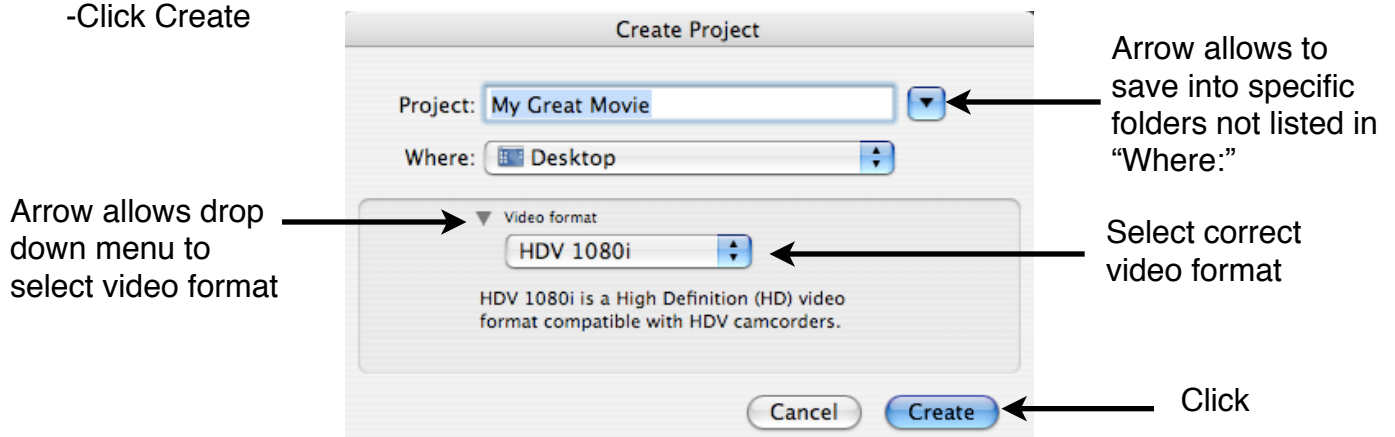 -Click Create
Create Project
Arrow allows to
save into specific
folders not listed in
“Where:”
Project: My Great Movie
Where: Desktop
Arrow allows drop
down menu to
select video format
Video format
HDV 1080i
HDV 1080i is a High Definition (HD) video
format compatible with HDV camcorders.
Select correct
video format
Cancel Create
Click